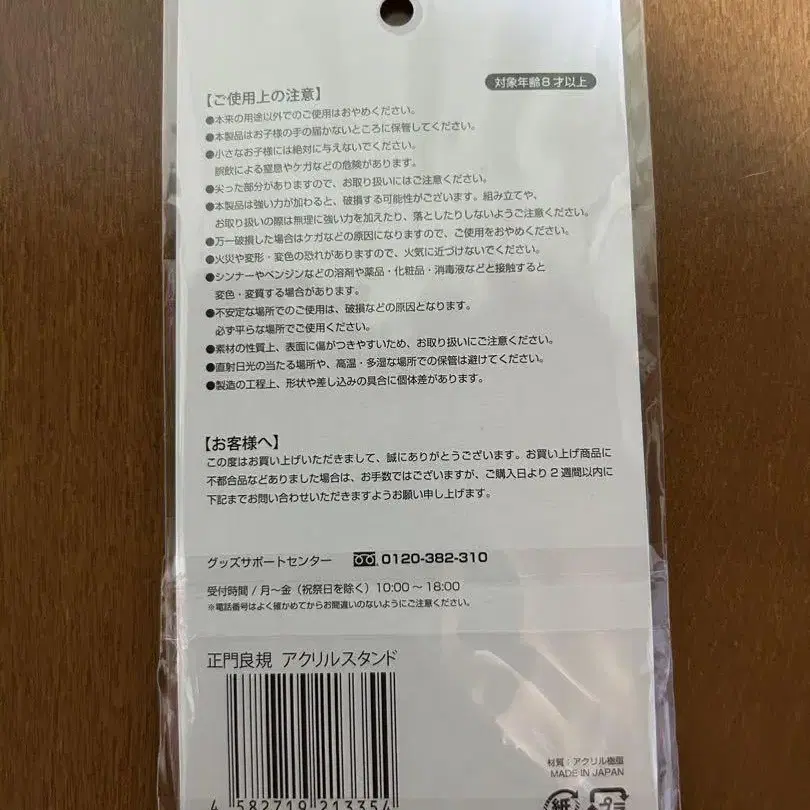 対象年齢8才以上
【ご使用上の注意】
●本来の用途以外でのご使用はおやめください。
●本製品はお子様の手の届かないところに保管してください。
●小さなお子様には絶対に与えないでください。
誤飲による窒息やケガなどの危険があります。
●尖った部分がありますので、お取り扱いにはご注意ください。
●本製品は強い力が加わると、破損する可能性がございます。組み立てや、
お取り扱いの際は無理に強い力を加えたり、落としたりしないようご注意ください。
●万一破損した場合はケガなどの原因になりますので、ご使用をおやめください。
●火災や変形・変色の恐れがありますので、火気に近づけないでください。
●シンナーやベンジンなどの溶剤や薬品・化粧品・消毒液などと接触すると
変色・変質する場合があります。
●不安定な場所でのご使用は、破損などの原因となります。
必ず平らな場所でご使用ください。
●素材の性質上、表面に傷がつきやすいため、お取り扱いにご注意ください。
●直射日光の当たる場所や、高温・多湿な場所での保管は避けてください。
●製造の工程上、形状や差し込みの具合に個体差があります。
【お客様へ】
この度はお買い上げいただきまして、誠にありがとうございます。お買い上げ商品に
不都合品などありました場合は、お手数ではございますが、ご購入日より2週間以内に
下記までお問い合わせいただきますようお願い申し上げます。
グッズサポートセンター 0120-382-310
受付時間/月~金(祝祭日を除く)10:00~18:00
※電話番号はよく確かめてからお間違いのないようにご注意ください。
正門良規 アクリルスタンド
4 582719 213354
材質:アクリル樹脂
MADE IN JAPAN
紙 プラ